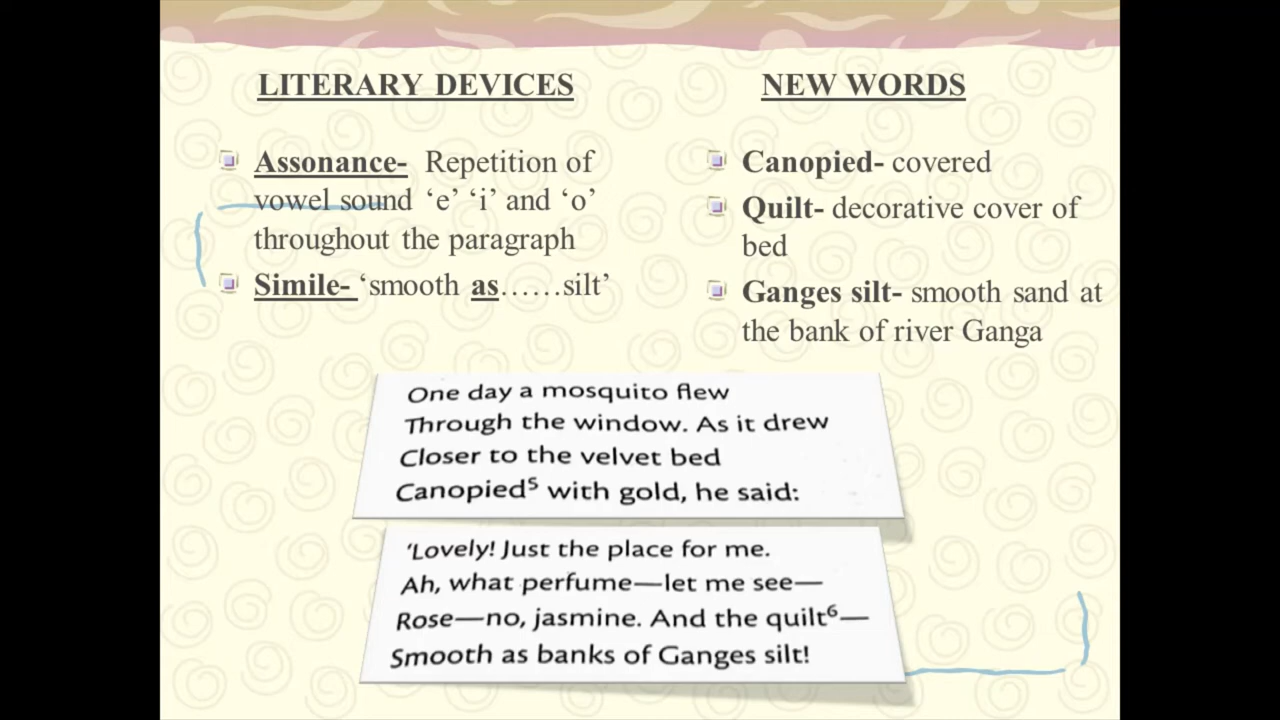 LITERARY DEVICES
Assonance- Repetition of
vowel sound ‘e’ ‘i’ and ‘o’
throughout the paragraph
Simile- ‘smooth as……silt’
NEW WORDS
Canopied- covered
Quilt- decorative cover of
bed
Ganges silt- smooth sand at
the bank of river Ganga
One day a mosquito flew
Through the window. As it drew
Closer to the velvet bed
Canopied⁵ with gold, he said:
‘Lovely! Just the place for me.
Ah, what perfume—let me see—
Rose—no, jasmine. And the quilt⁶—
Smooth as banks of Ganges silt!